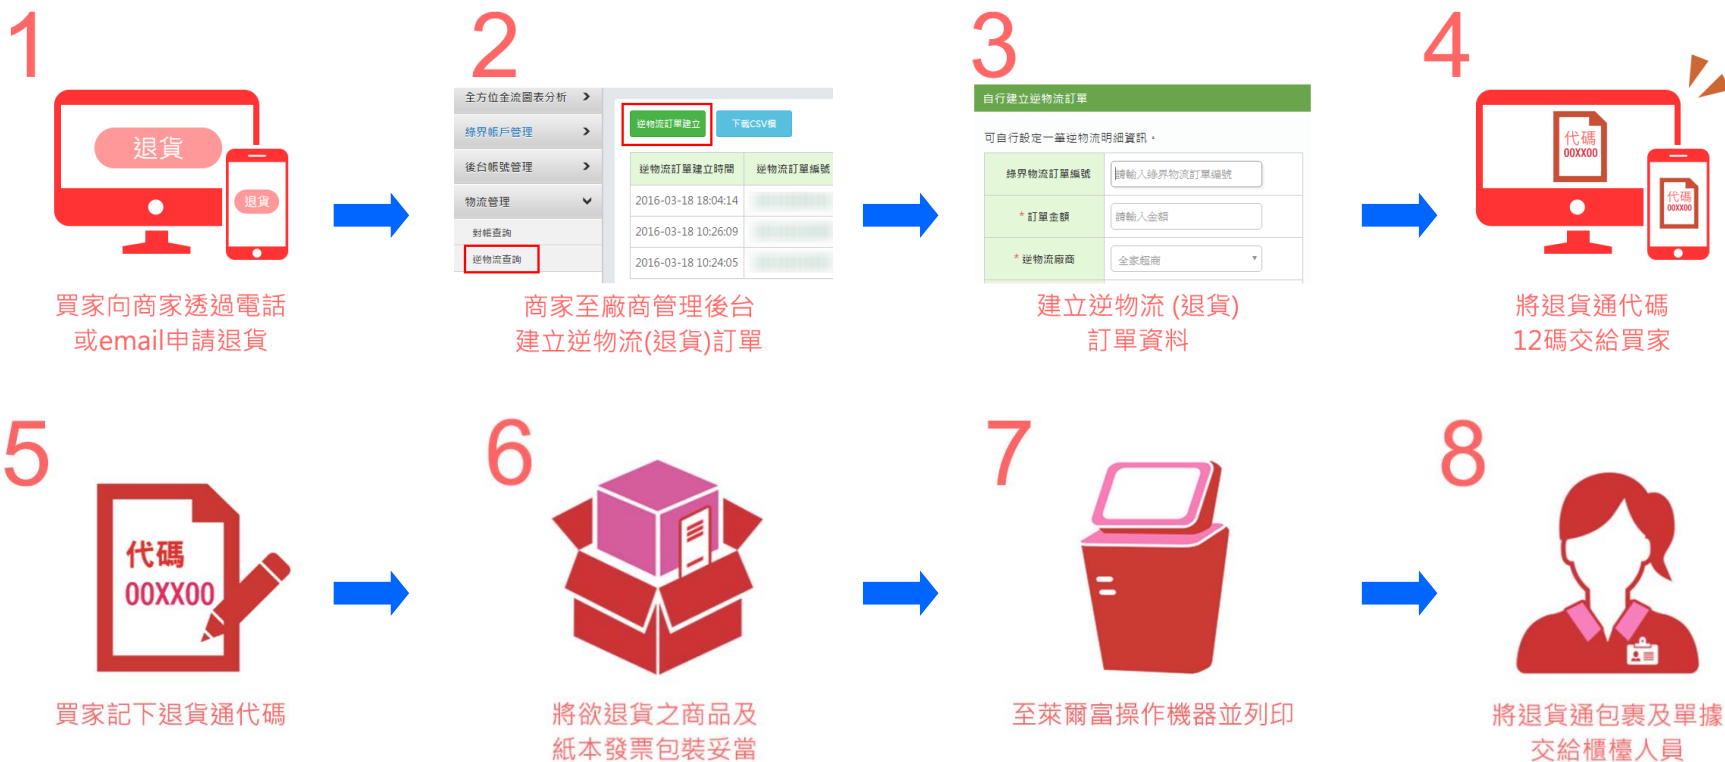 1
退貨
退貨
買家向商家透過電話
或email申請退貨
2
全方位金流圖表分析
綠界帳戶管理
後台帳號管理
物流管理
對帳查詢
逆物流查詢
逆物流訂單建立
下載CSV檔
逆物流訂單建立時間 逆物流訂單編號
2016-03-18 18:04:14
2016-03-18 10:26:09
2016-03-18 10:24:05
商家至廠商管理後台
建立逆物流(退貨)訂單
3
自行建立逆物流訂單
可自行設定一筆逆物流明細資訊。
綠界物流訂單編號 請輸入綠界物流訂單編號
* 訂單金額 請輸入金額
* 逆物流廠商 全家超商
建立逆物流 (退貨)
訂單資料
4
代碼
00XX00
代碼
00XX00
將退貨通代碼
12碼交給買家
5
代碼
00XX00
買家記下退貨通代碼
6
將欲退貨之商品及
紙本發票包裝妥當
7
至萊爾富操作機器並列印
8
將退貨通包裹及單據
交給櫃檯人員